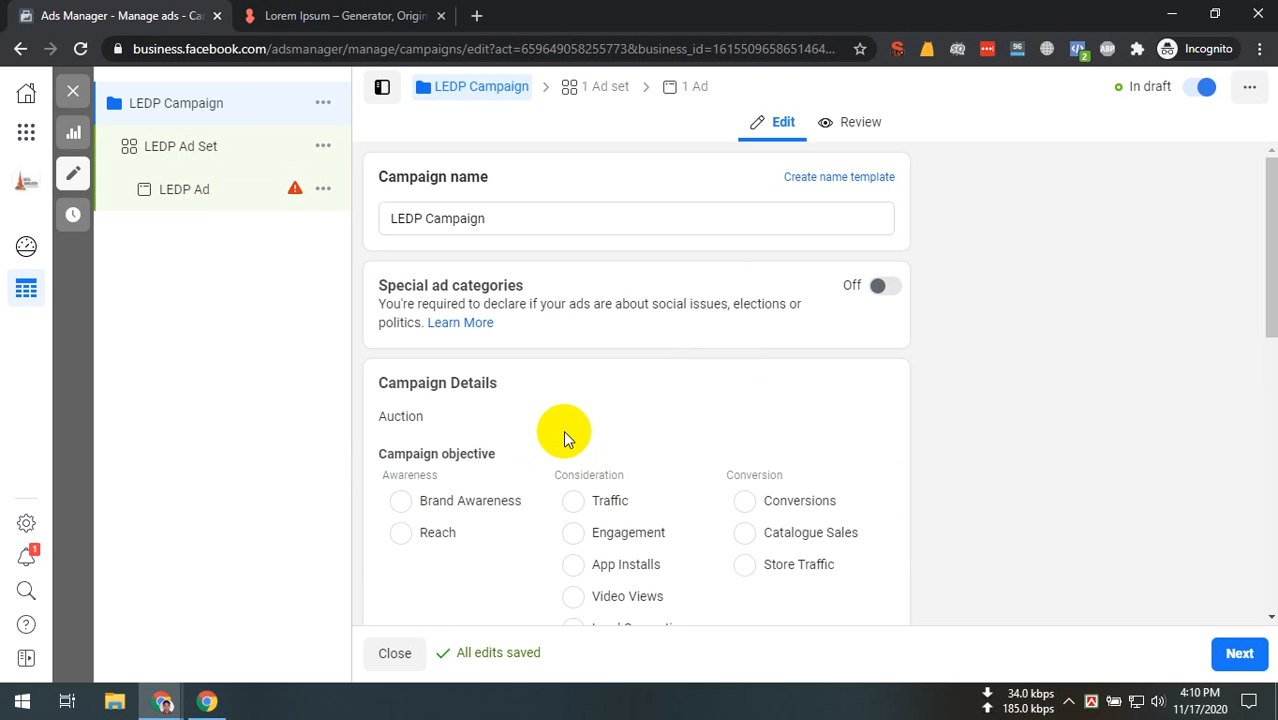 Ads Manager - Manage ads - Ca
Lorem Ipsum – Generator, Origin
business.facebook.com/adsmanager/manage/campaigns/edit?act=659649058255773&business_id=1615509658651464...
96
2
ABP
Incognito
LEDP Campaign
LEDP Ad Set
LEDP Ad
LEDP Campaign
1 Ad set
1 Ad
In draft
Edit
Review
Campaign name
Create name template
LEDP Campaign
Special ad categories
Off
You're required to declare if your ads are about social issues, elections or
politics. Learn More
Campaign Details
Auction
Campaign objective
Awareness
Consideration
Conversion
Brand Awareness
Traffic
Conversions
Reach
Engagement
Catalogue Sales
App Installs
Store Traffic
Video Views
1
Close
All edits saved
Next
34.0 kbps
185.0 kbps
4:10 PM
11/17/2020